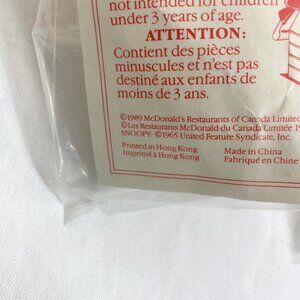 not intended for children
under 3 years of age.
ATTENTION:
Contient des pièces
minuscules et n'est pas
destiné aux enfants de
moins de 3 ans.
©1989 McDonald's Restaurants of Canada Limited
©Les Restaurants McDonald du Canada Limitée
SNOOPY: ©1965 United Feature Syndicate, Inc.
Printed in Hong Kong
Made in China
Imprimé à Hong Kong
Fabriqué en Chine